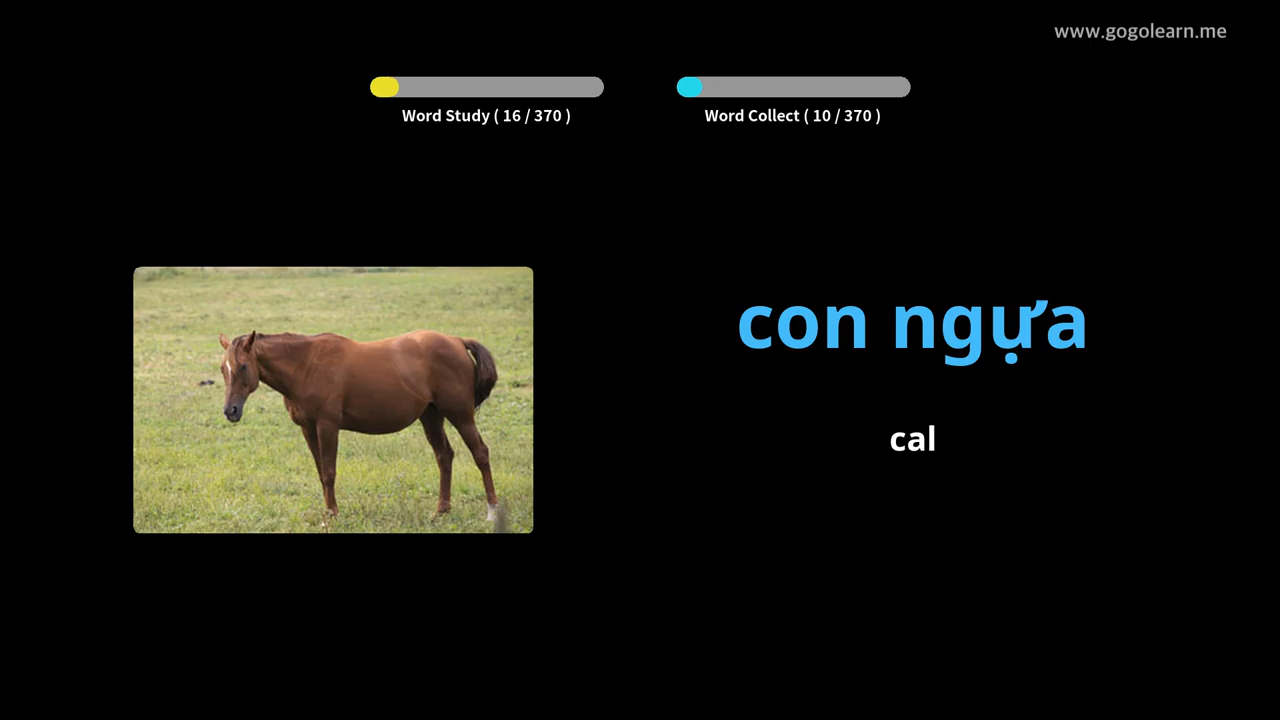 www.gogolearn.me
Word Study ( 16 / 370 )
Word Collect ( 10 / 370 )
con ngựa
cal